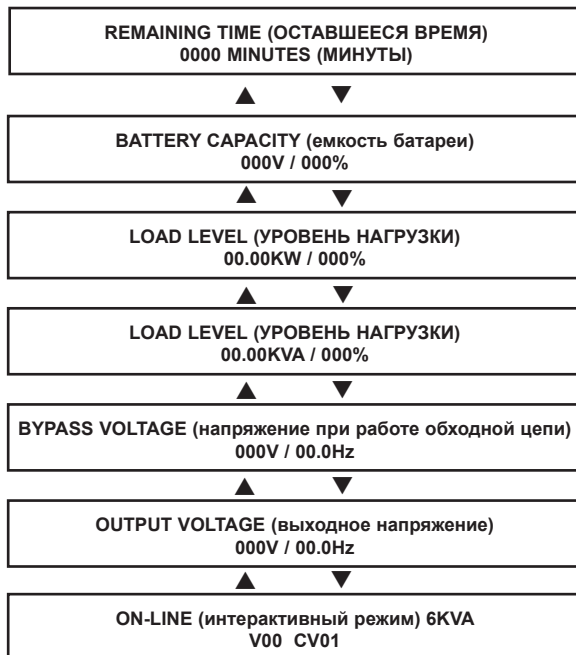 REMAINING TIME (ОСТАВШЕЕСЯ ВРЕМЯ)
0000 MINUTES (МИНУТЫ)
BATTERY CAPACITY (емкость батареи)
000V / 000%
LOAD LEVEL (УРОВЕНЬ НАГРУЗКИ)
00.00KW / 000%
LOAD LEVEL (УРОВЕНЬ НАГРУЗКИ)
00.00KVA / 000%
BYPASS VOLTAGE (напряжение при работе обходной цепи)
000V / 00.0Hz
OUTPUT VOLTAGE (выходное напряжение)
000V / 00.0Hz
ON-LINE (интерактивный режим) 6KVA
V00 CV01